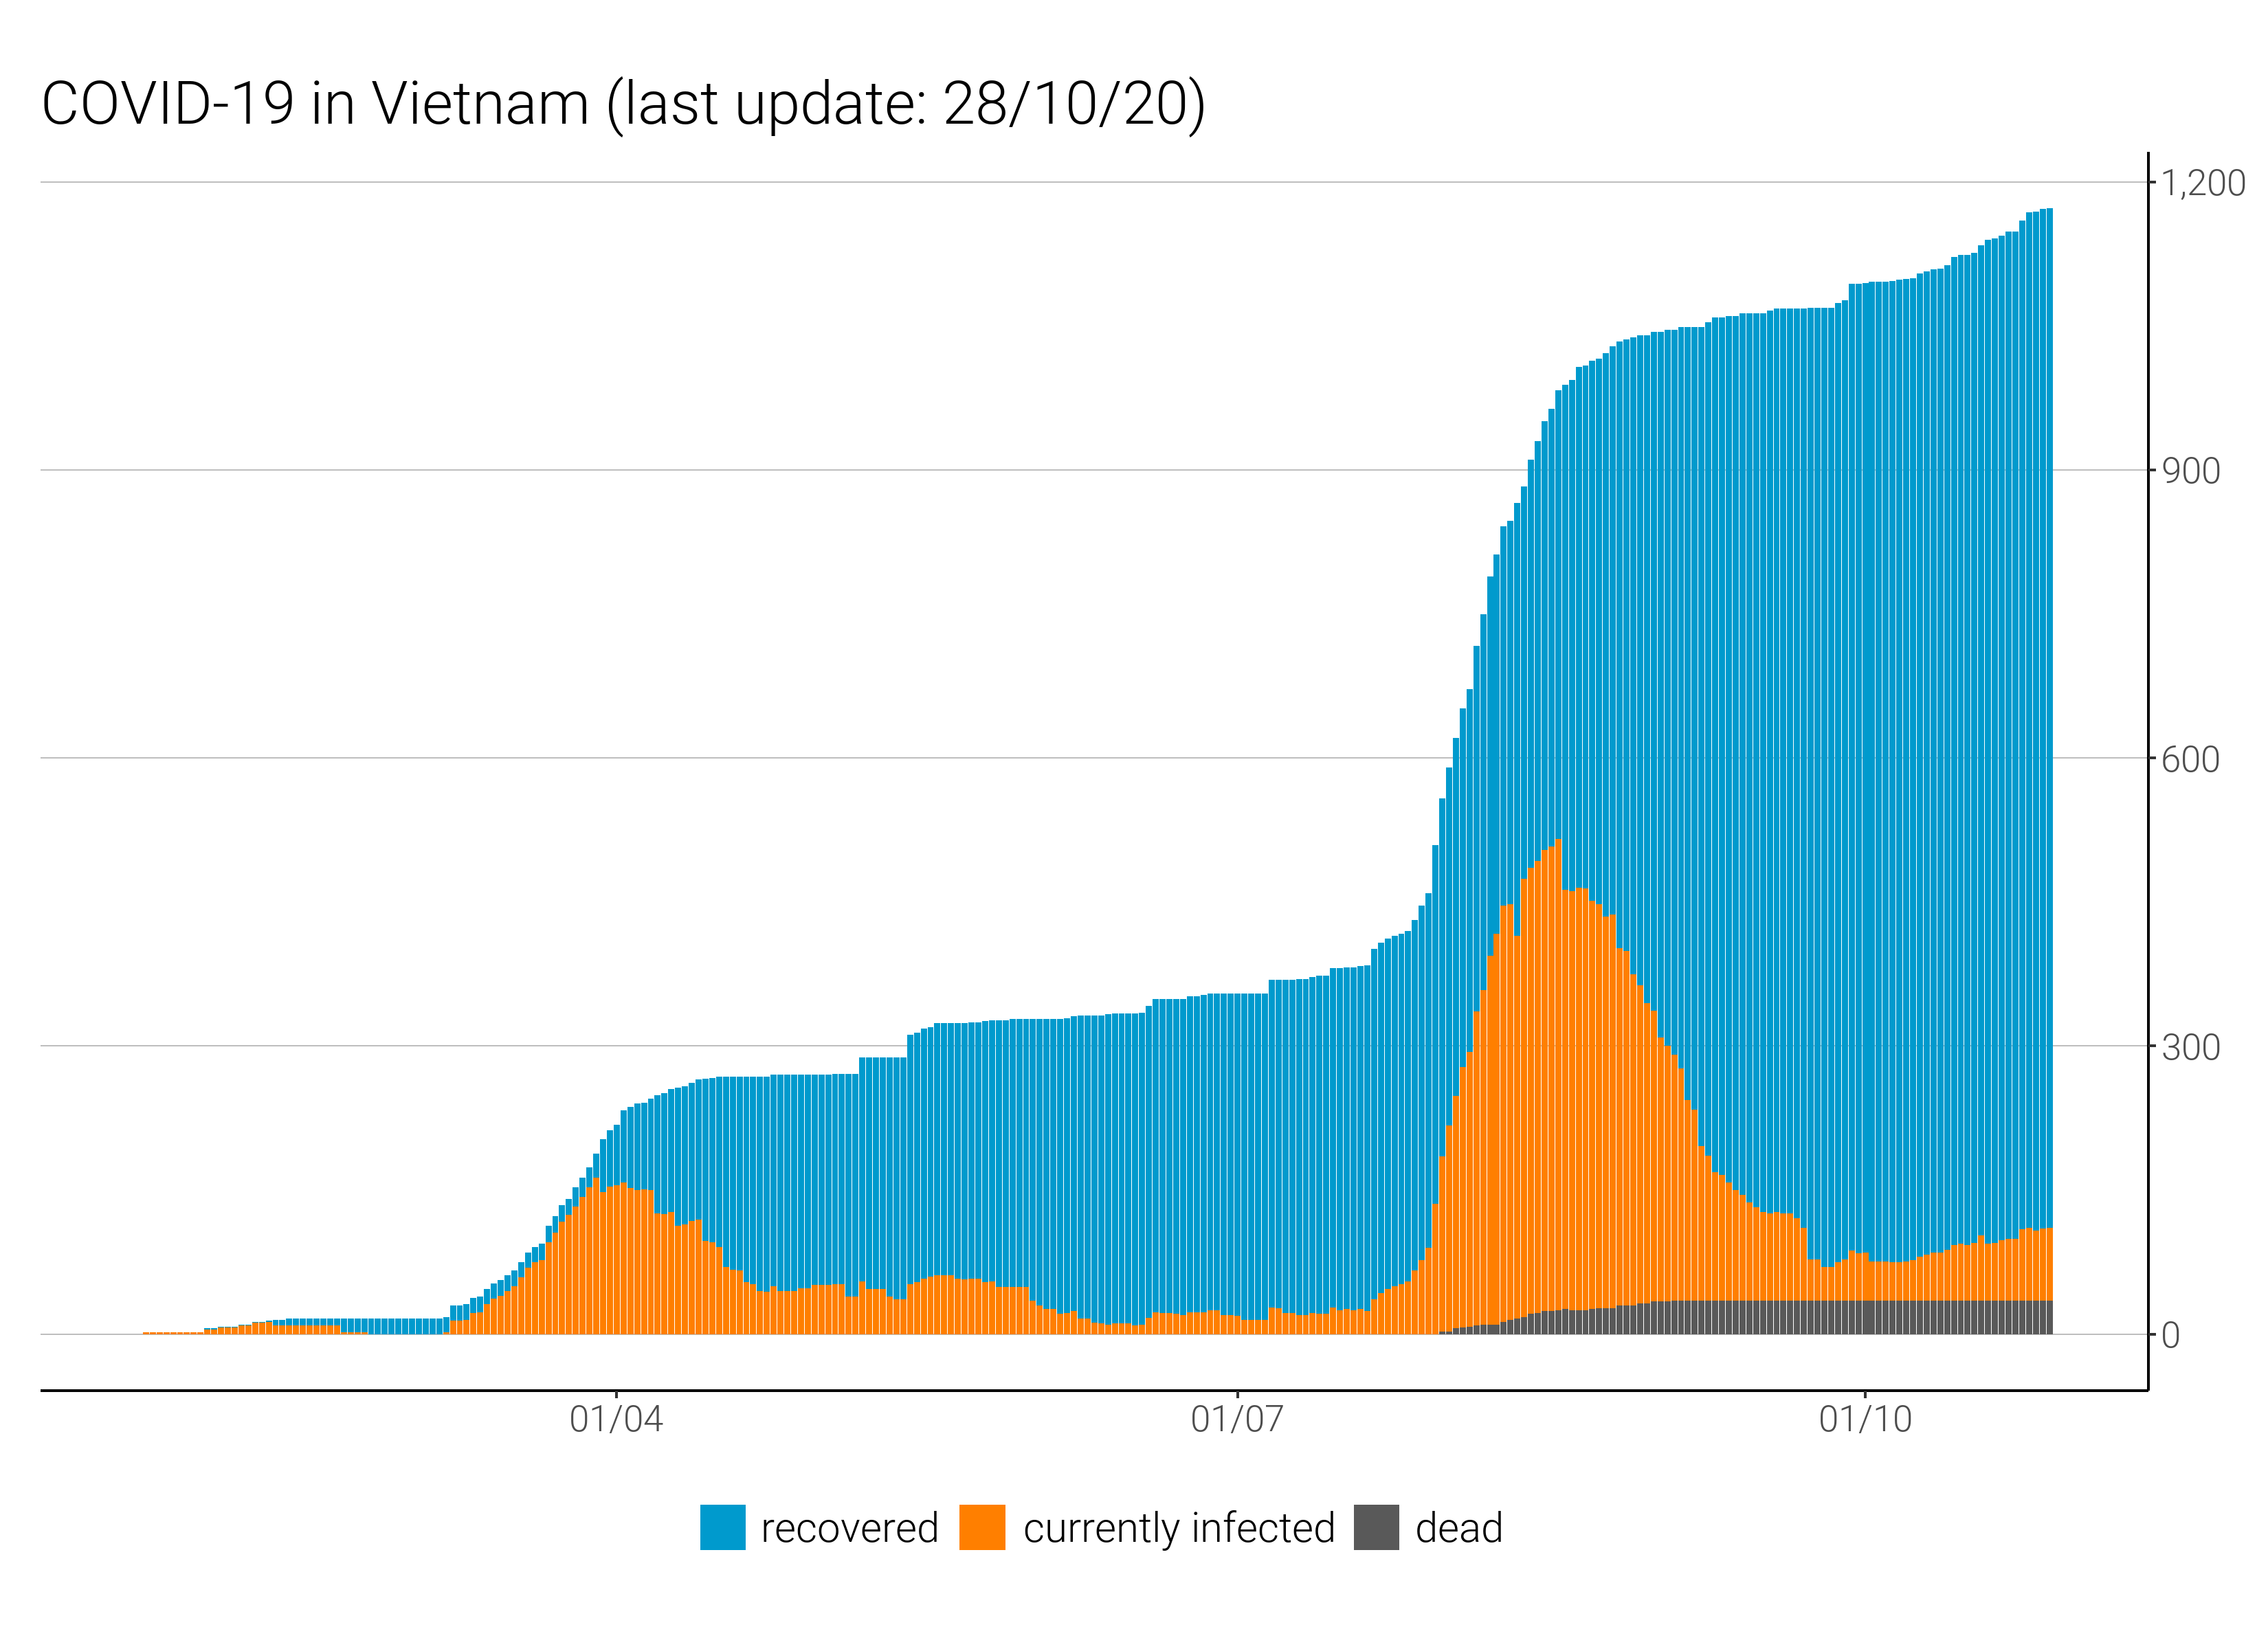 COVID-19 in Vietnam (last update: 28/10/20)
1,200
900
600
300
0
01/04 01/07 01/10
recovered currently infected dead